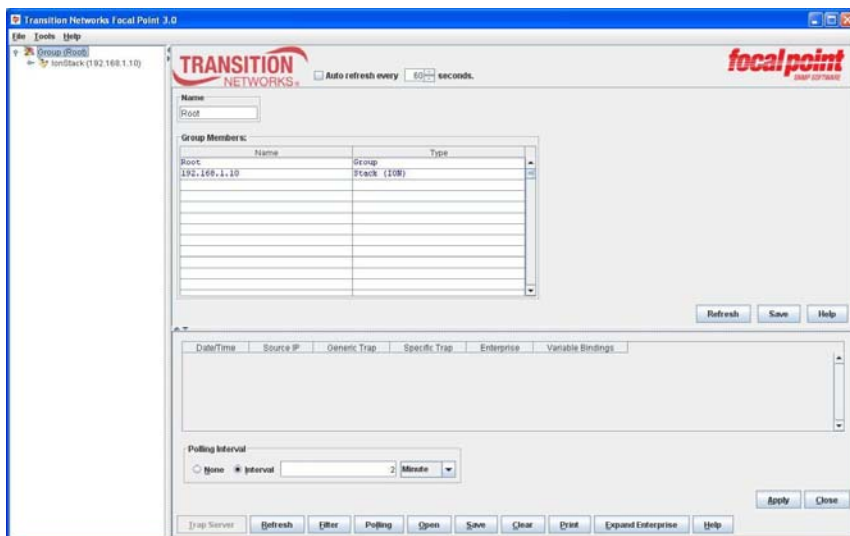 Transition Networks Focal Point 3.0
File Tools Help
Group (Root)
IonStack (192.168.1.10)
TRANSITION
NETWORKS®
Auto refresh every 60 seconds.
focal point
SNMP SOFTWARE
Name
Root
Group Members:
Name Type
Root Group
192.168.1.10 Stack (ION)
Refresh Save Help
Date/Time Source IP Generic Trap Specific Trap Enterprise Variable Bindings
Polling Interval
None Interval 2 Minute
Apply Close
Trap Server Refresh Filter Polling Open Save Clear Print Expand Enterprise Help